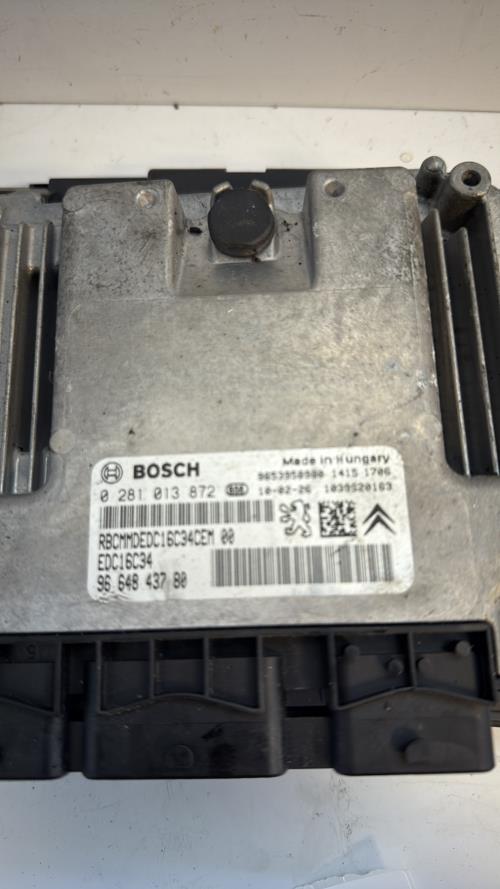 BOSCH
Made in Hungary
9653958980 1415 1706
0 281 013 872
10-02-26 1039S20163
RBCMMDEDC16C34CEM 00
EDC16C34
96 648 437 80